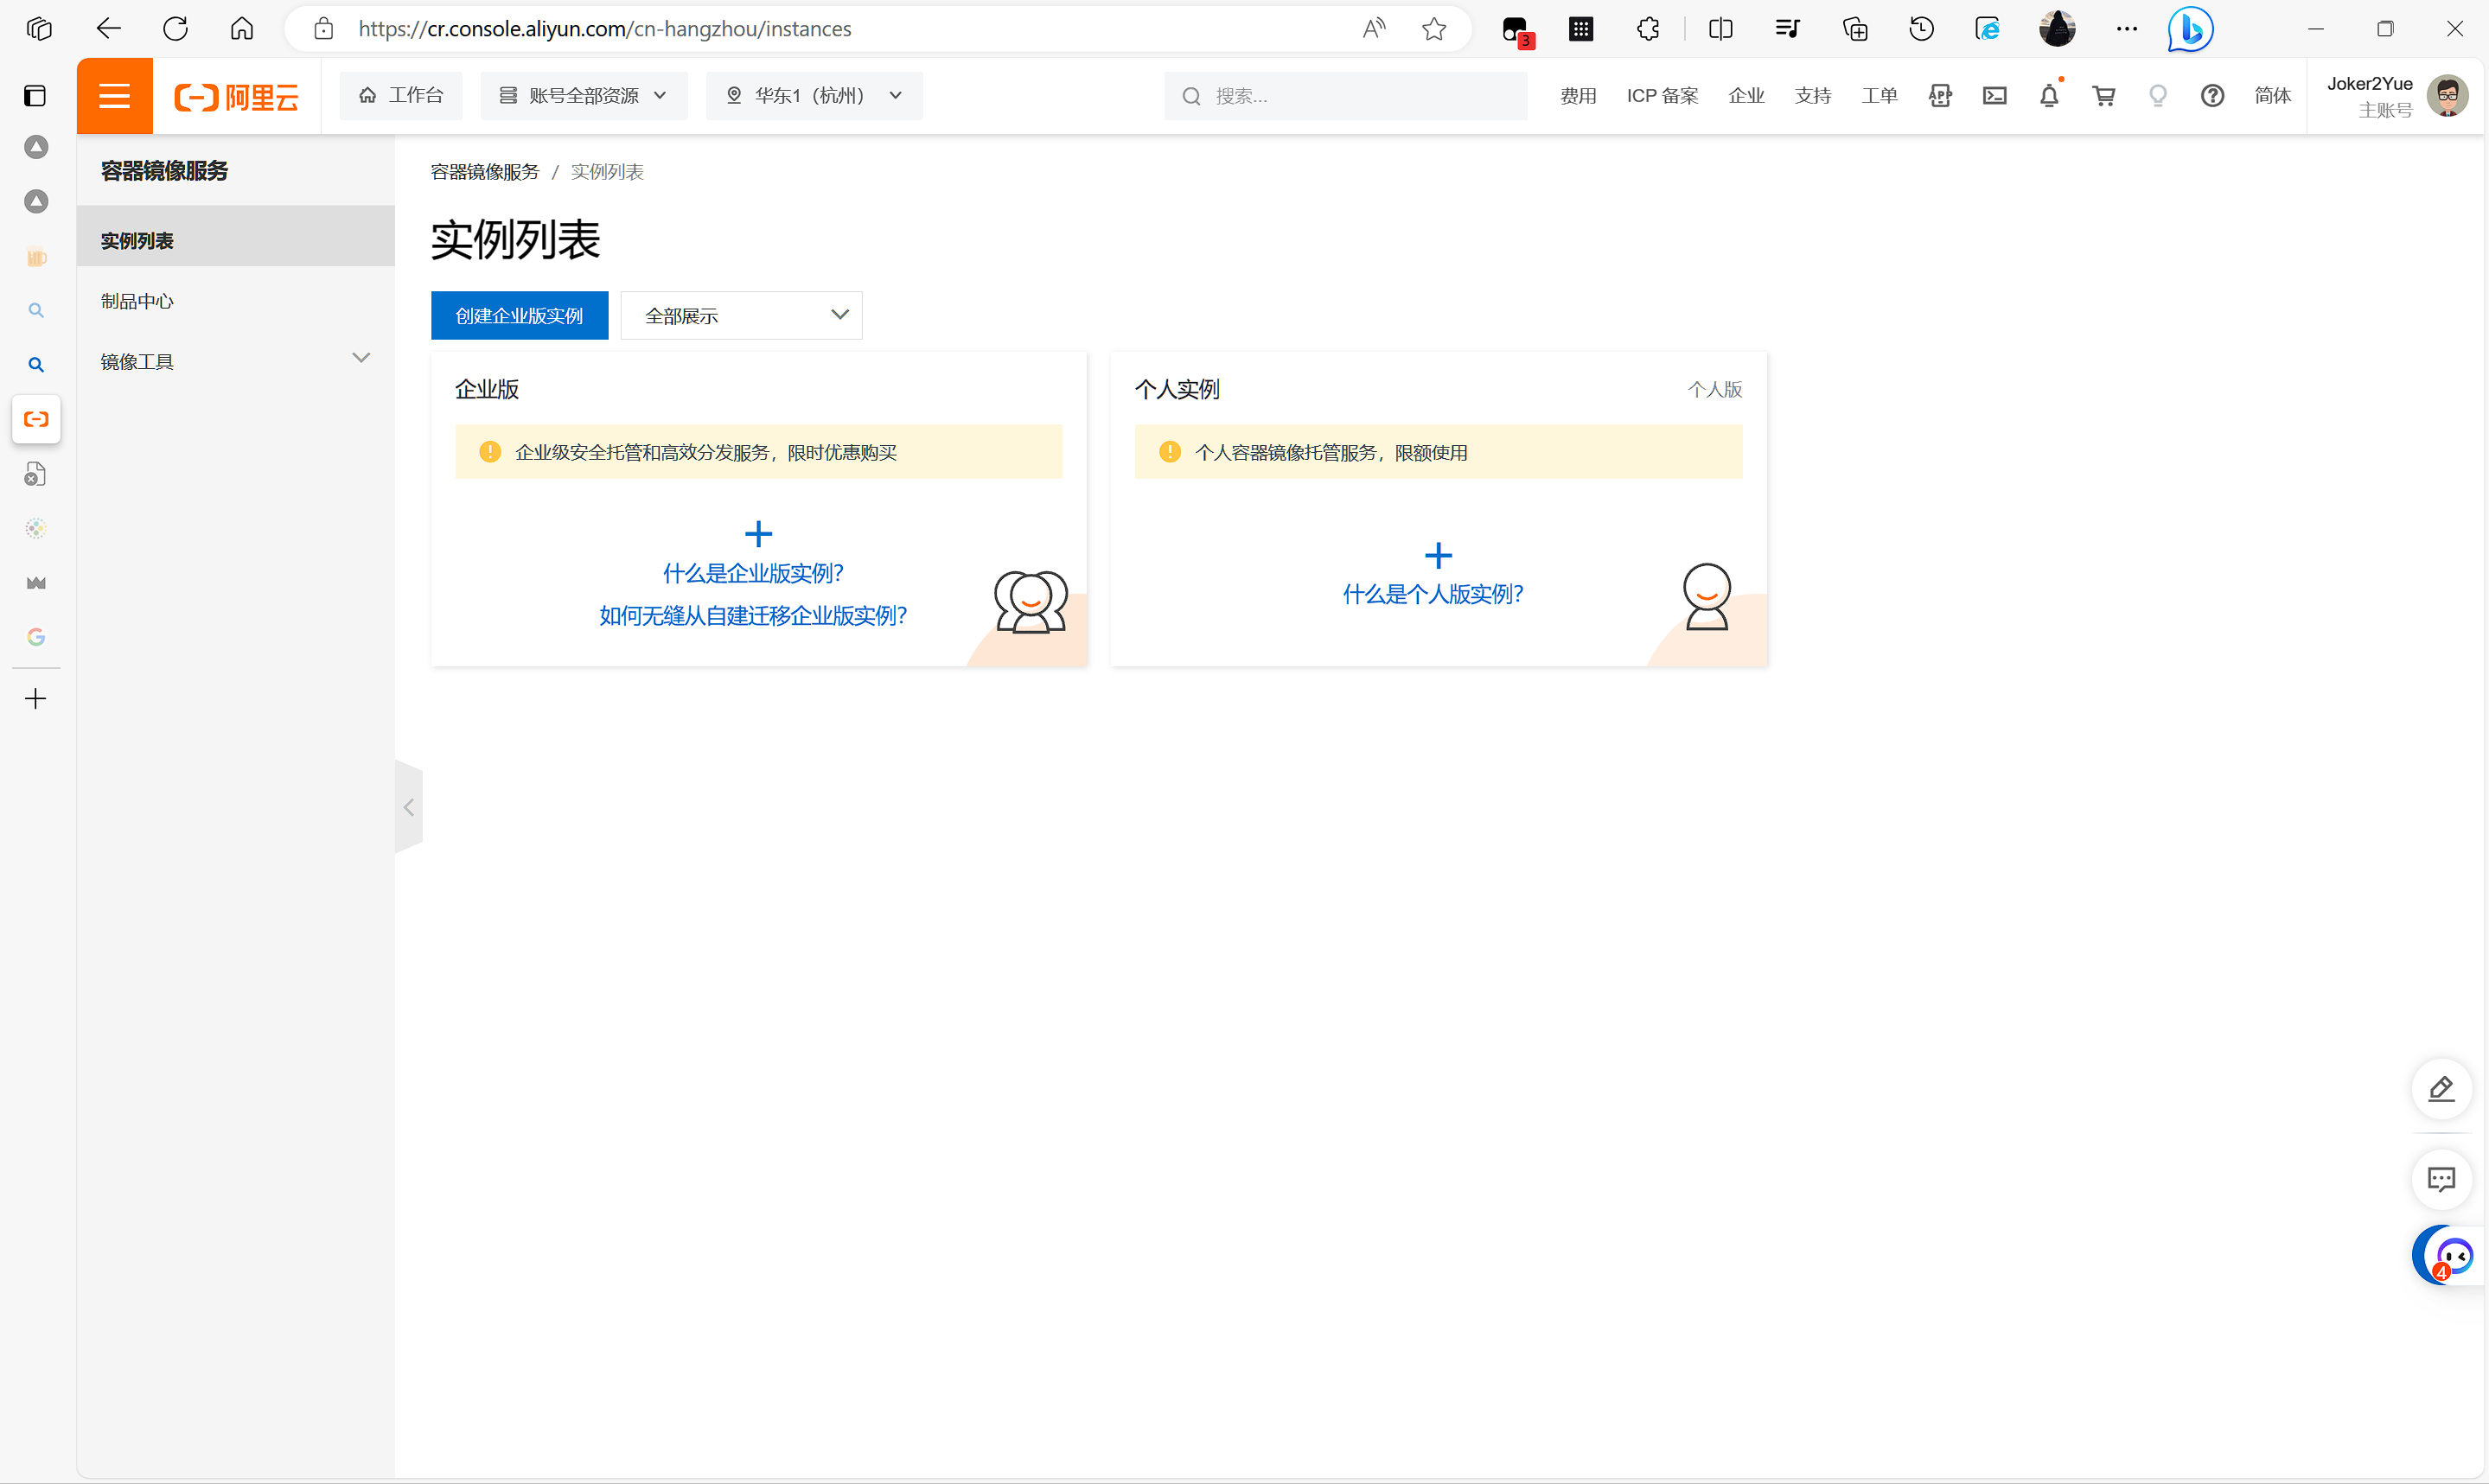 https://cr.console.aliyun.com/cn-hangzhou/instances
3
阿里云
工作台
账号全部资源
华东1（杭州）
搜索...
费用
ICP 备案
企业
支持
工单
APP
简体
Joker2Yue
主账号
容器镜像服务
实例列表
制品中心
镜像工具
容器镜像服务 / 实例列表
实例列表
创建企业版实例
全部展示
企业版
企业级安全托管和高效分发服务，限时优惠购买
什么是企业版实例？
如何无缝从自建迁移企业版实例？
个人实例
个人版
个人容器镜像托管服务，限额使用
什么是个人版实例？
4